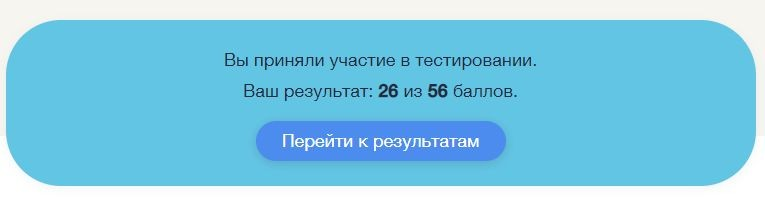 Вы приняли участие в тестировании.
Ваш результат: 26 из 56 баллов.
Перейти к результатам